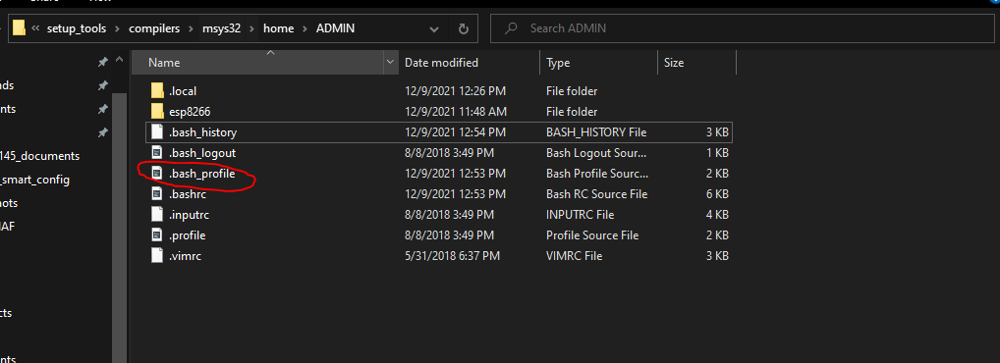 setup_tools > compilers > msys32 > home > ADMIN
Search ADMIN
Name Date modified Type Size
.local 12/9/2021 12:26 PM File folder
esp8266 12/9/2021 11:48 AM File folder
.bash_history 12/9/2021 12:54 PM BASH_HISTORY File 3 KB
.bash_logout 8/8/2018 3:49 PM Bash Logout Sour... 1 KB
.bash_profile 12/9/2021 12:53 PM Bash Profile Sourc... 2 KB
.bashrc 12/9/2021 12:53 PM Bash RC Source File 6 KB
.inputrc 8/8/2018 3:49 PM INPUTRC File 4 KB
.profile 8/8/2018 3:49 PM Profile Source File 2 KB
.vimrc 5/31/2018 6:37 PM VIMRC File 3 KB
nds
nts
145_documents
_smart_config
nots
IAF
cts
ents